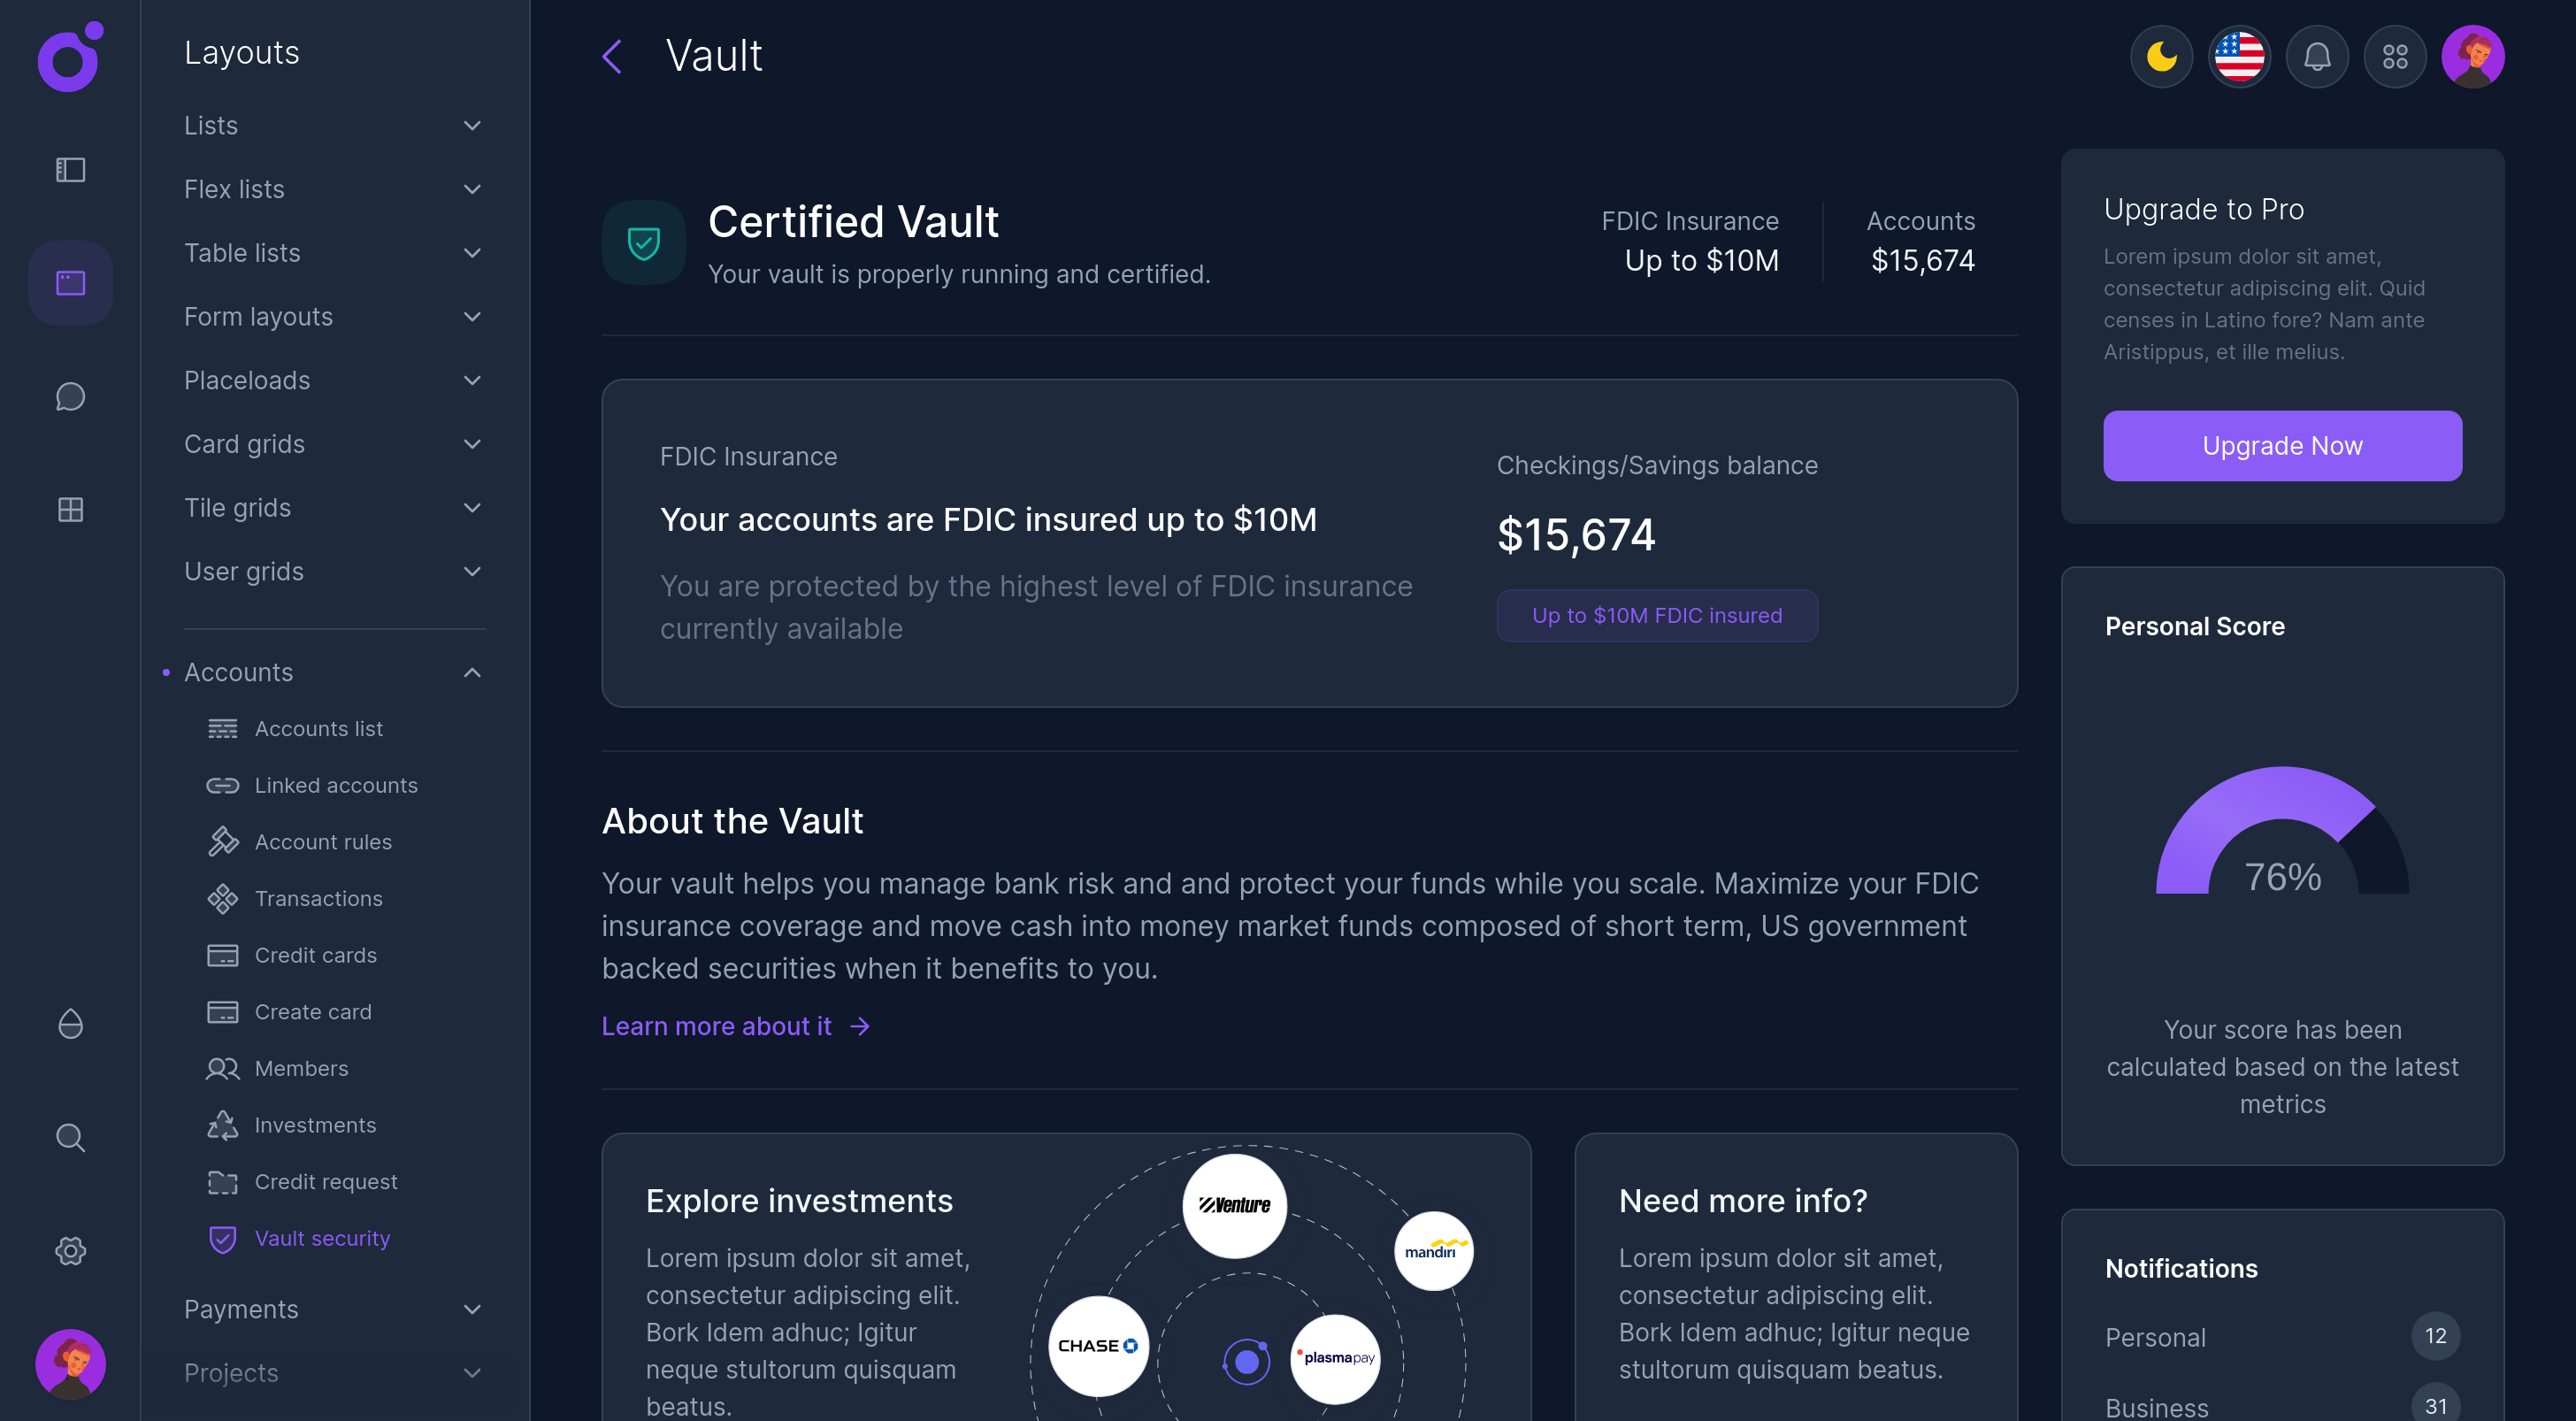 Layouts
Lists
Flex lists
Table lists
Form layouts
Placeloads
Card grids
Tile grids
User grids
Accounts
Accounts list
Linked accounts
Account rules
Transactions
Credit cards
Create card
Members
Investments
Credit request
Vault security
Payments
Projects
Vault
Certified Vault
Your vault is properly running and certified.
FDIC Insurance
Up to $10M
Accounts
$15,674
FDIC Insurance
Your accounts are FDIC insured up to $10M
You are protected by the highest level of FDIC insurance
currently available
Checkings/Savings balance
$15,674
Up to $10M FDIC insured
About the Vault
Your vault helps you manage bank risk and and protect your funds while you scale. Maximize your FDIC
insurance coverage and move cash into money market funds composed of short term, US government
backed securities when it benefits to you.
Learn more about it
Explore investments
Lorem ipsum dolor sit amet,
consectetur adipiscing elit.
Bork Idem adhuc; Igitur
neque stultorum quisquam
beatus.
Venture
mandiri
CHASE
plasmapay
Need more info?
Lorem ipsum dolor sit amet,
consectetur adipiscing elit.
Bork Idem adhuc; Igitur neque
stultorum quisquam beatus.
Upgrade to Pro
Lorem ipsum dolor sit amet,
consectetur adipiscing elit. Quid
censes in Latino fore? Nam ante
Aristippus, et ille melius.
Upgrade Now
Personal Score
76%
Your score has been
calculated based on the latest
metrics
Notifications
Personal 12
Business 31